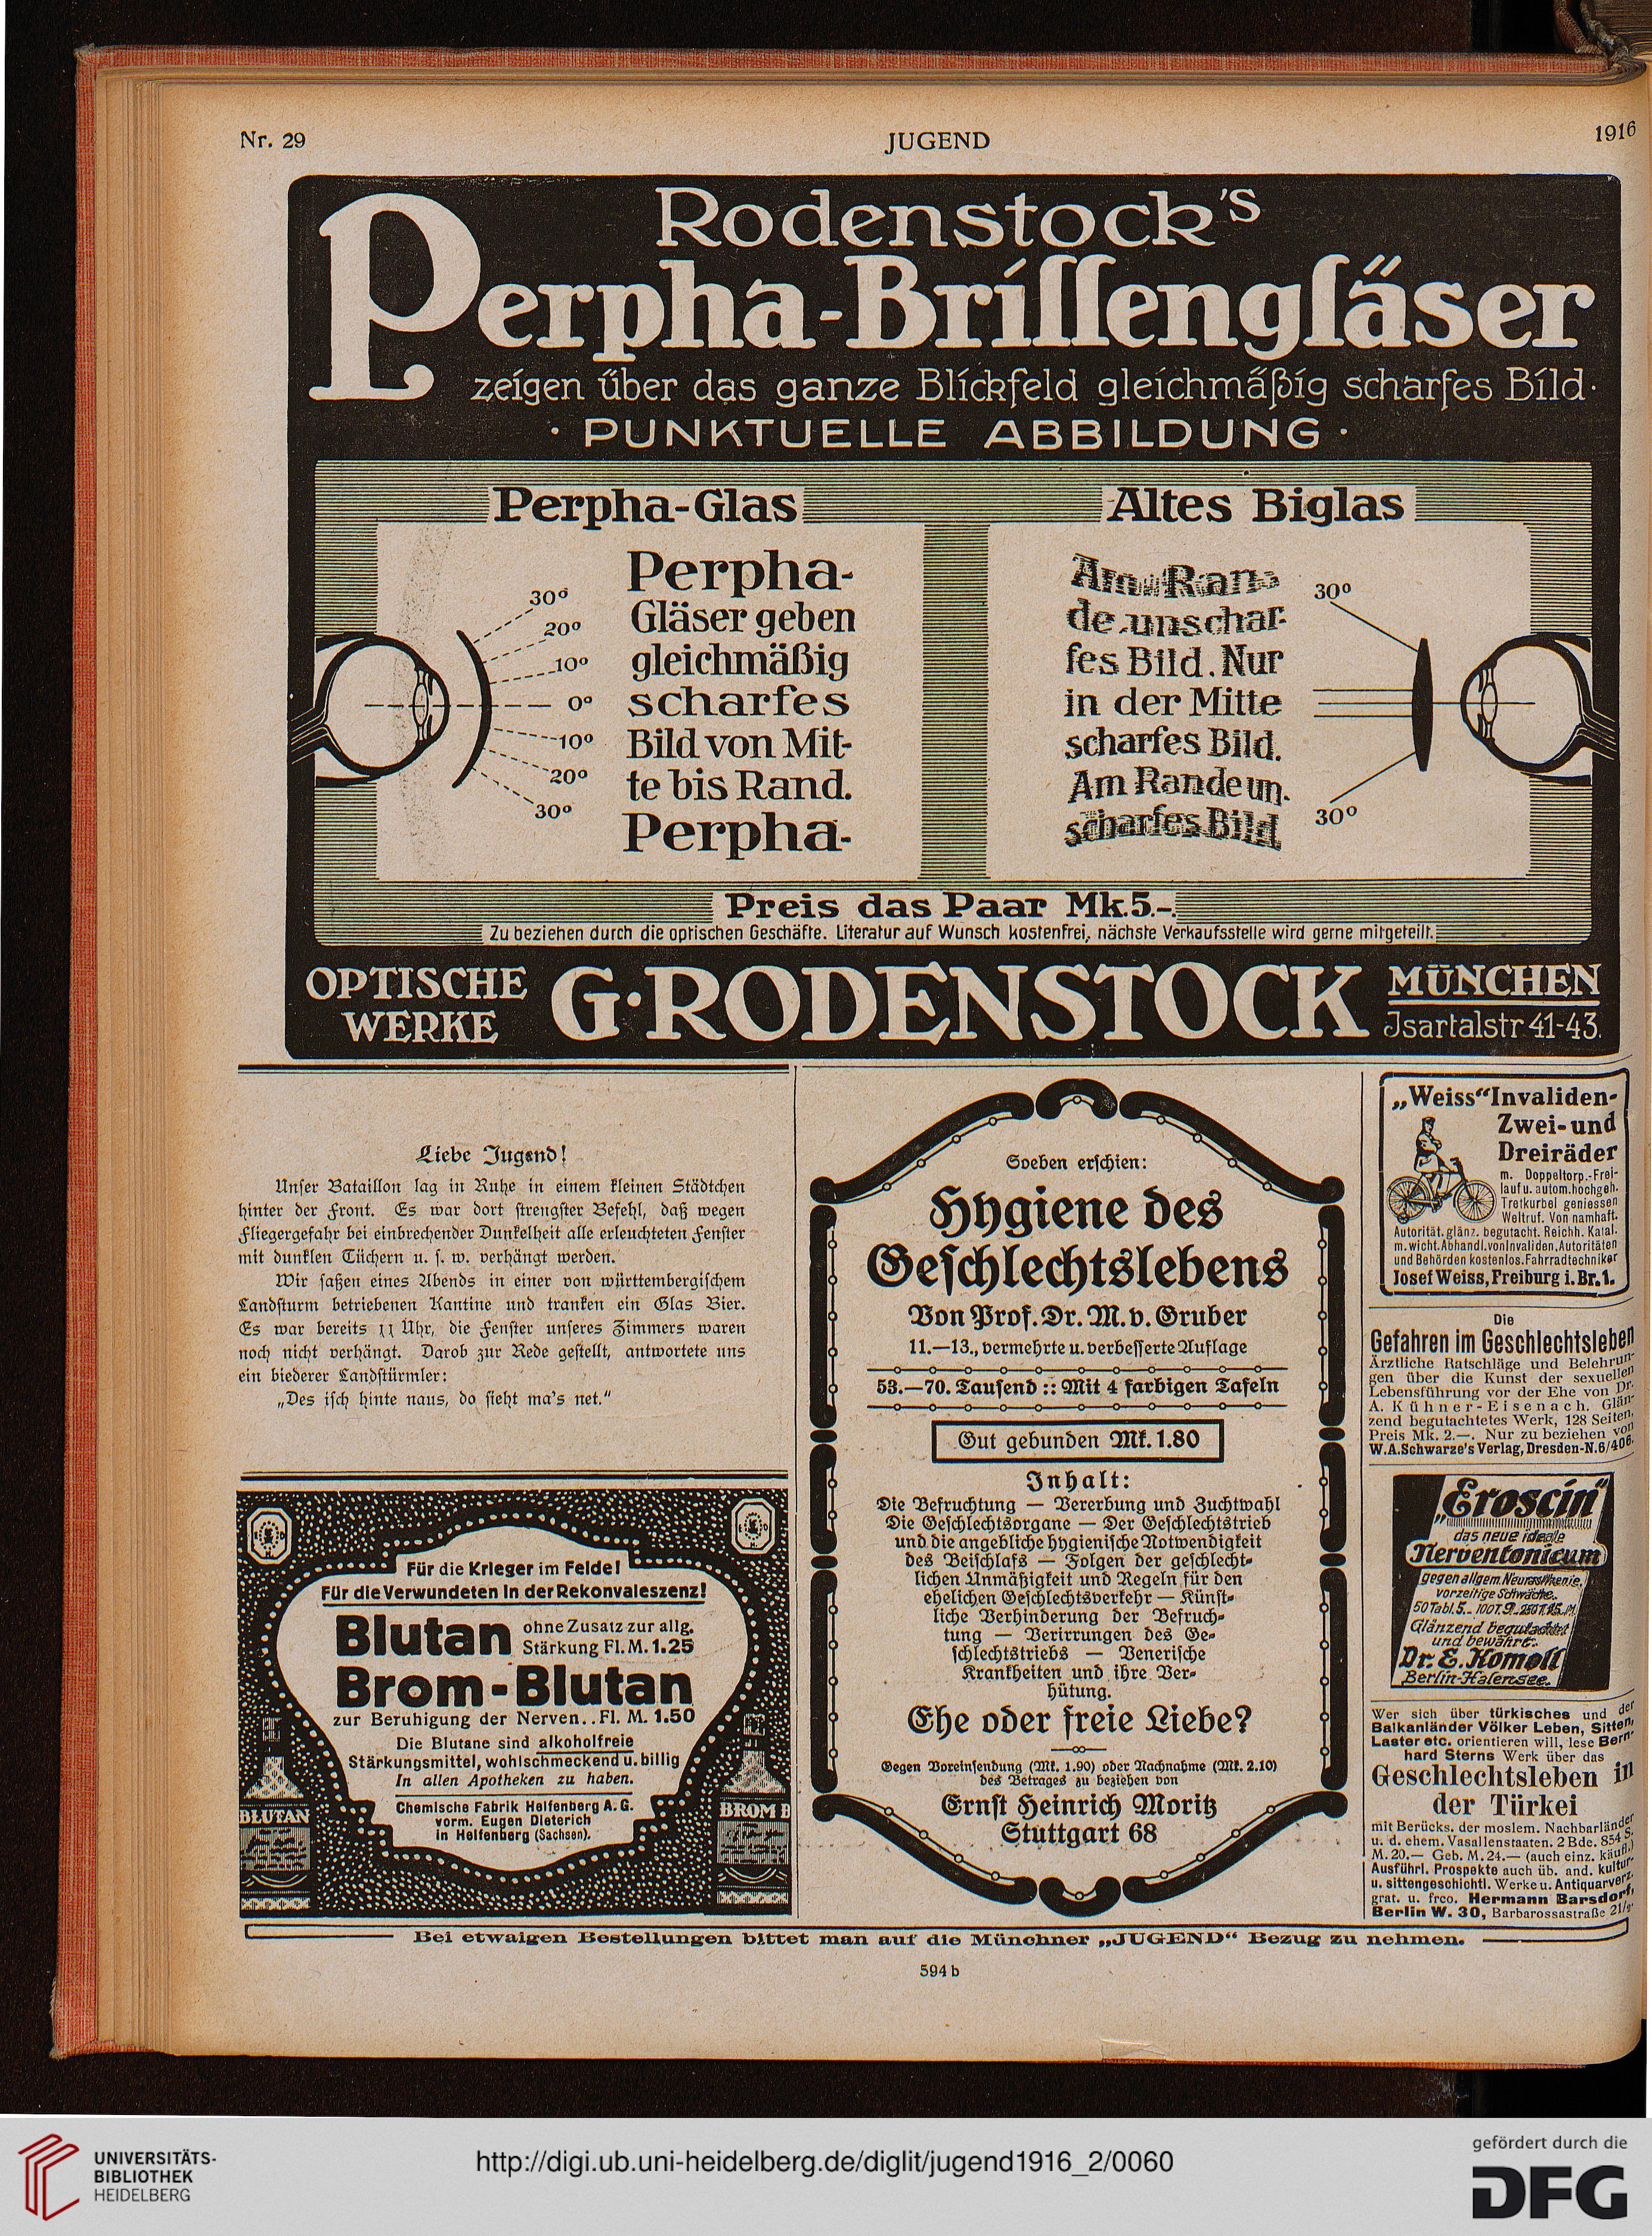 Nr. 29
JUGEND
1916
Rodenstock's
Perpha-Brillengläser
zeigen über das ganze Blickfeld gleichmäßig scharfes Bild.
· PUNKTUELLE ABBILDUNG ·
Perpha-Glas
30°
20°
10°
0°
10°
20°
30°
Perpha-
Gläser geben
gleichmäßig
scharfes
Bild von Mit-
te bis Rand.
Perpha-
Altes Biglas
Am Ran-
de unschar-
fes Bild. Nur
in der Mitte
scharfes Bild.
Am Rande un-
scharfes Bild
30°
30°
Preis das Paar Mk.5.-.
Zu beziehen durch die optischen Geschäfte. Literatur auf Wunsch kostenfrei, nächste Verkaufsstelle wird gerne mitgeteilt.
OPTISCHE
WERKE
G·RODENSTOCK
MÜNCHEN
Isartalstr 41-43.
Liebe Jugend!
Unser Bataillon lag in Ruhe in einem kleinen Städtchen
hinter der Front. Es war dort strengster Befehl, daß wegen
Fliegergefahr bei einbrechender Dunkelheit alle erleuchteten Fenster
mit dunklen Tüchern u. s. w. verhängt werden.
Wir saßen eines Abends in einer von württembergischem
Landsturm betriebenen Kantine und tranken ein Glas Bier.
Es war bereits 11 Uhr, die Fenster unseres Zimmers waren
noch nicht verhängt. Darob zur Rede gestellt, antwortete uns
ein biederer Landstürmler:
„Des isch hinte naus, do sieht ma's net."
Für die Krieger im Felde!
Für die Verwundeten in der Rekonvaleszenz!
Blutan
ohne Zusatz zur allg.
Stärkung Fl. M. 1.25
Brom-Blutan
zur Beruhigung der Nerven..Fl. M. 1.50
Die Blutane sind alkoholfreie
Stärkungsmittel, wohlschmeckend u. billig
In allen Apotheken zu haben.
Chemische Fabrik Helfenberg A. G.
vorm. Eugen Dieterich
in Helfenberg (Sachsen).
BLUTAN
BROM B
Soeben erschien:
Hygiene des
Geschlechtslebens
Von Prof. Dr. M. v. Gruber
11.—13., vermehrte u. verbesserte Auflage
53.—70. Tausend :: Mit 4 farbigen Tafeln
Gut gebunden Mk. 1.80
Inhalt:
Die Befruchtung — Vererbung und Zuchtwahl
Die Geschlechtsorgane — Der Geschlechtstrieb
und die angebliche hygienische Notwendigkeit
des Beischlafs — Folgen der geschlecht-
lichen Unmäßigkeit und Regeln für den
ehelichen Geschlechtsverkehr — Künst-
liche Verhinderung der Befruch-
tung — Verirrungen des Ge-
schlechtstriebs — Venerische
Krankheiten und ihre Ver-
hütung.
Ehe oder freie Liebe?
Gegen Voreinsendung (Mk. 1.90) oder Nachnahme (Mk. 2.10)
des Betrages zu beziehen von
Ernst Heinrich Moritz
Stuttgart 68
„Weiss“ Invaliden-
Zwei- und
Dreiräder
m. Doppeltorp.-Frei-
lauf u. autom. hochgeh.
Tretkurbel geniessen
Weltruf. Von namhaft.
Autorität. glänz. begutacht. Reichh. Katal.
m. wicht. Abhandl. von Invaliden, Autoritäten
und Behörden kostenlos. Fahrradtechniker
Josef Weiss, Freiburg i. Br. 1.
Die
Gefahren im Geschlechtsleben
Ärztliche Ratschläge und Belehrun-
gen über die Kunst der sexuellen
Lebensführung vor der Ehe von Dr.
A. Kühner-Eisenach. Glän-
zend begutachtetes Werk, 128 Seiten,
Preis Mk. 2.—. Nur zu beziehen von
W. A. Schwarze's Verlag, Dresden-N. 6/406.
„Eroscin“
das neue ideale
Nerventonicum
gegen allgem. Neurasthenie,
vorzeitige Schwäche.
50 Tabl. 5.- 100 T. 9.- 250 T.
Glänzend begutachtet
und bewährt.
Dr. E. Komoll
Berlin-Halensee.
Wer sich über türkisches und der
Balkanländer Völker Leben, Sitten,
Laster etc. orientieren will, lese Bern-
hard Sterns Werk über das
Geschlechtsleben in
der Türkei
mit Berücks. der moslem. Nachbarländer
u. d. ehem. Vasallenstaaten. 2 Bde. 854 S.
M. 20.— Geb. M. 24.— (auch einz. käufl.)
Ausführl. Prospekte auch üb. and. kultur-
u. sittengeschichtl. Werke u. Antiquarverz.
grat. u. frco. Hermann Barsdorf,
Berlin W. 30, Barbarossastraße 21/2.
Bei etwaigen Bestellungen bittet man auf die Münchner „JUGEND“ Bezug zu nehmen.
594 b
UNIVERSITÄTS-
BIBLIOTHEK
HEIDELBERG
http://digi.ub.uni-heidelberg.de/diglit/jugend1916_2/0060
gefördert durch die
DFG